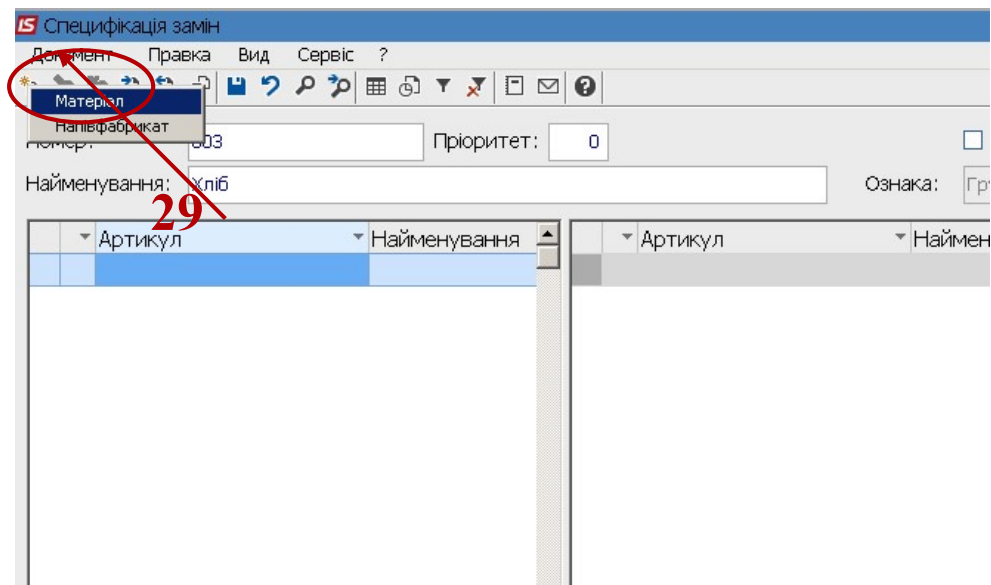 IS Специфікація замін
Документ Правка Вид Сервіс ?
Матеріал
Напівфабрикат
Номер: 003 Пріоритет: 0
Найменування: Хліб Ознака:
29
Артикул Найменування Артикул